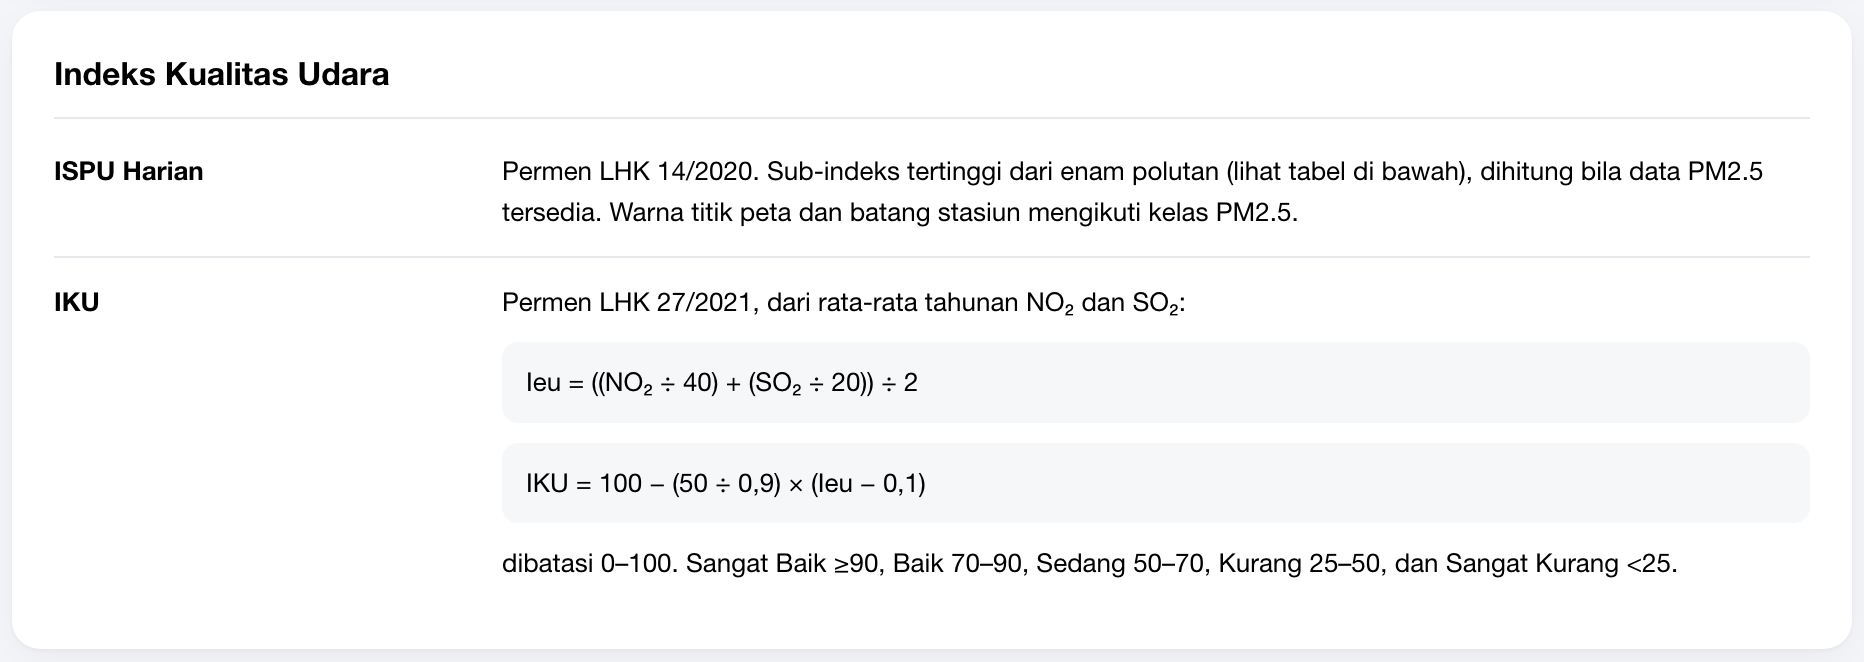 Indeks Kualitas Udara
ISPU Harian
Permen LHK 14/2020. Sub-indeks tertinggi dari enam polutan (lihat tabel di bawah), dihitung bila data PM2.5
tersedia. Warna titik peta dan batang stasiun mengikuti kelas PM2.5.
IKU
Permen LHK 27/2021, dari rata-rata tahunan NO₂ dan SO₂:
Ieu = ((NO₂ ÷ 40) + (SO₂ ÷ 20)) ÷ 2
IKU = 100 − (50 ÷ 0,9) × (Ieu − 0,1)
dibatasi 0–100. Sangat Baik ≥90, Baik 70–90, Sedang 50–70, Kurang 25–50, dan Sangat Kurang <25.